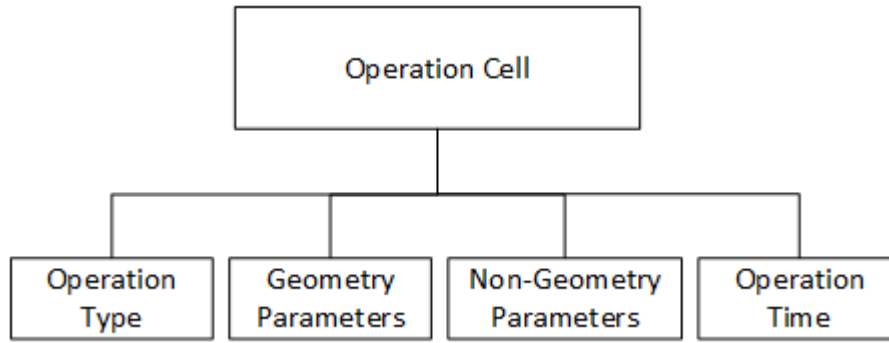 Operation Cell
Operation
Type
Geometry
Parameters
Non-Geometry
Parameters
Operation
Time